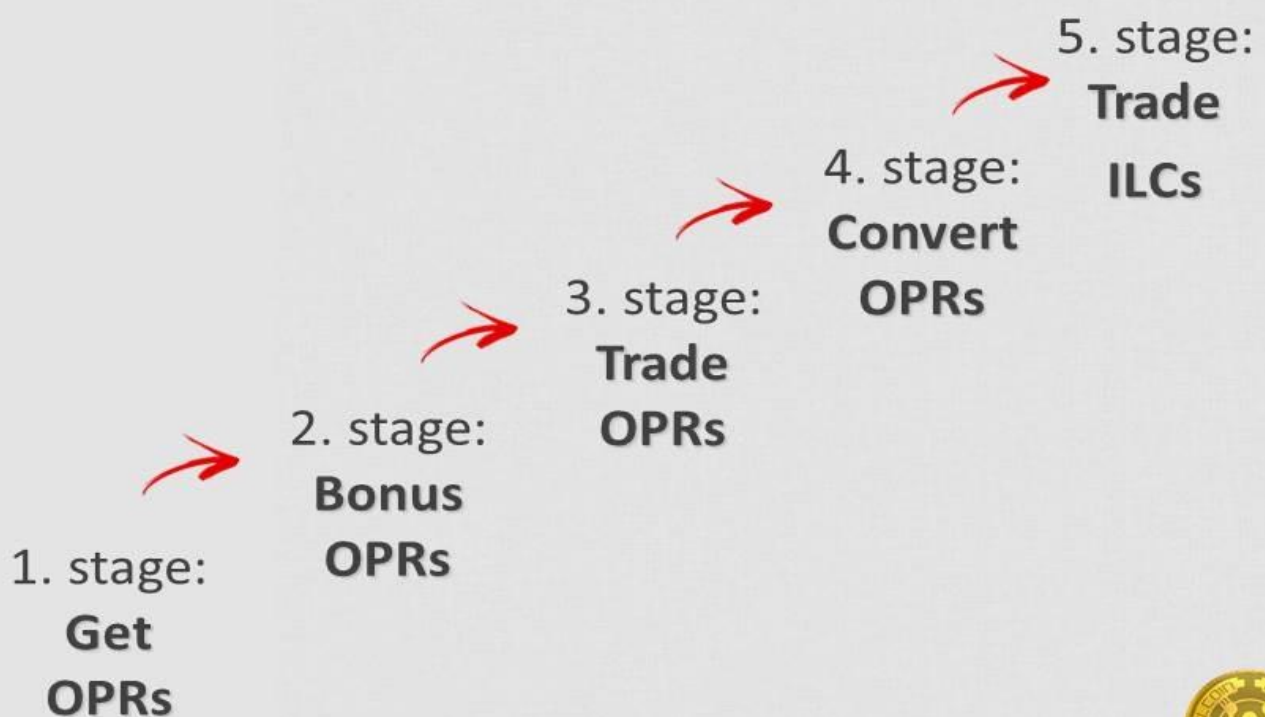 1. stage:
Get
OPRs
2. stage:
Bonus
OPRs
3. stage:
Trade
OPRs
4. stage:
Convert
OPRs
5. stage:
Trade
ILCs